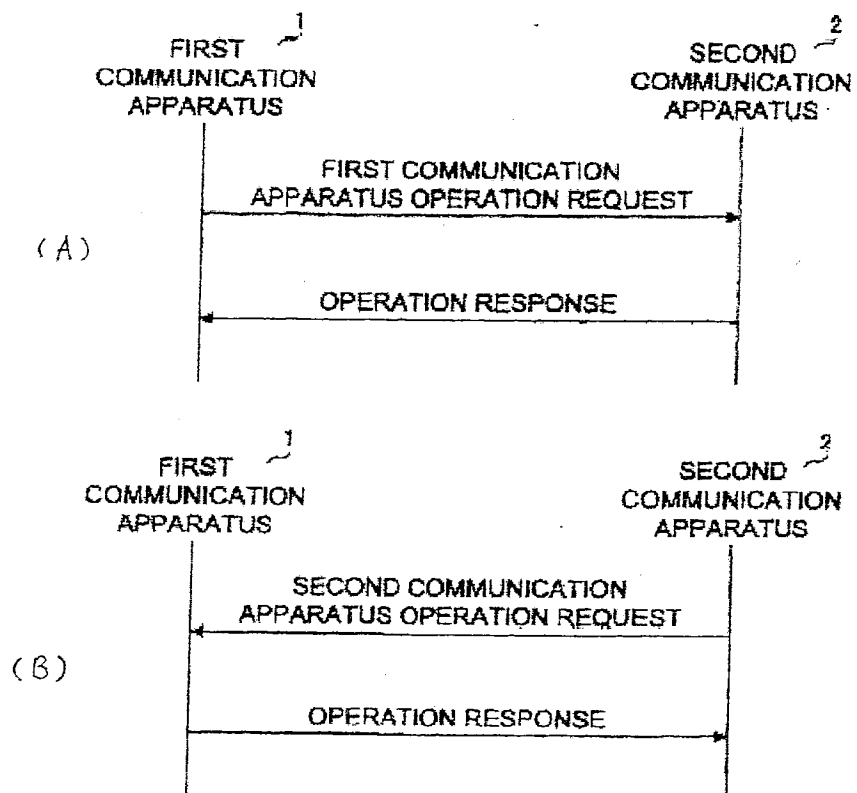 1
FIRST
COMMUNICATION
APPARATUS
2
SECOND
COMMUNICATION
APPARATUS
FIRST COMMUNICATION
APPARATUS OPERATION REQUEST
(A)
OPERATION RESPONSE
1
FIRST
COMMUNICATION
APPARATUS
2
SECOND
COMMUNICATION
APPARATUS
SECOND COMMUNICATION
APPARATUS OPERATION REQUEST
(B)
OPERATION RESPONSE